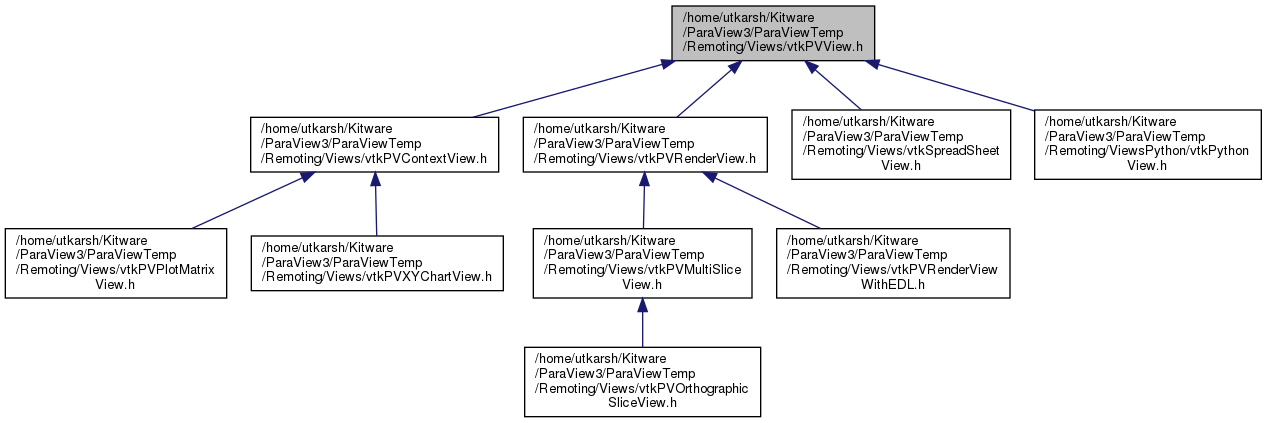 /home/utkarsh/Kitware
/ParaView3/ParaViewTemp
/Remoting/Views/vtkPVView.h
/home/utkarsh/Kitware
/ParaView3/ParaViewTemp
/Remoting/Views/vtkPVContextView.h
/home/utkarsh/Kitware
/ParaView3/ParaViewTemp
/Remoting/Views/vtkPVRenderView.h
/home/utkarsh/Kitware
/ParaView3/ParaViewTemp
/Remoting/Views/vtkSpreadSheet
View.h
/home/utkarsh/Kitware
/ParaView3/ParaViewTemp
/Remoting/ViewsPython/vtkPython
View.h
/home/utkarsh/Kitware
/ParaView3/ParaViewTemp
/Remoting/Views/vtkPVPlotMatrix
View.h
/home/utkarsh/Kitware
/ParaView3/ParaViewTemp
/Remoting/Views/vtkPVXYChartView.h
/home/utkarsh/Kitware
/ParaView3/ParaViewTemp
/Remoting/Views/vtkPVMultiSlice
View.h
/home/utkarsh/Kitware
/ParaView3/ParaViewTemp
/Remoting/Views/vtkPVRenderView
WithEDL.h
/home/utkarsh/Kitware
/ParaView3/ParaViewTemp
/Remoting/Views/vtkPVOrthographic
SliceView.h